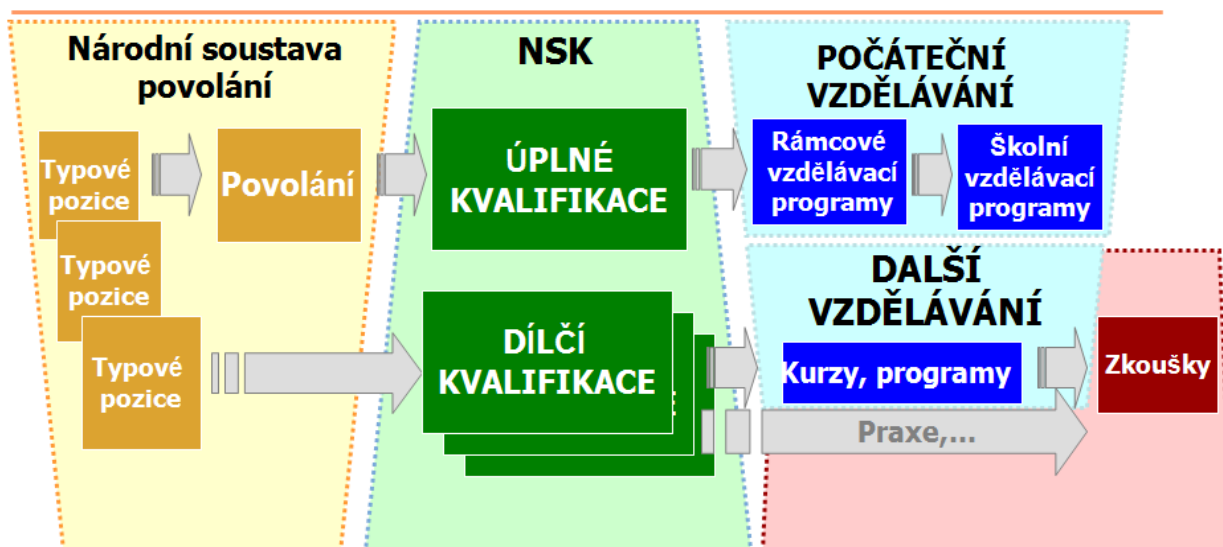 Národní soustava
povolání
Typové
pozice
Povolání
Typové
pozice
Typové
pozice
NSK
ÚPLNÉ
KVALIFIKACE
DÍLČÍ
KVALIFIKACE
POČÁTEČNÍ
VZDĚLÁVÁNÍ
Rámcové
vzdělávací
programy
Školní
vzdělávací
programy
DALŠÍ
VZDĚLÁVÁNÍ
Kurzy, programy
Praxe,...
Zkoušky